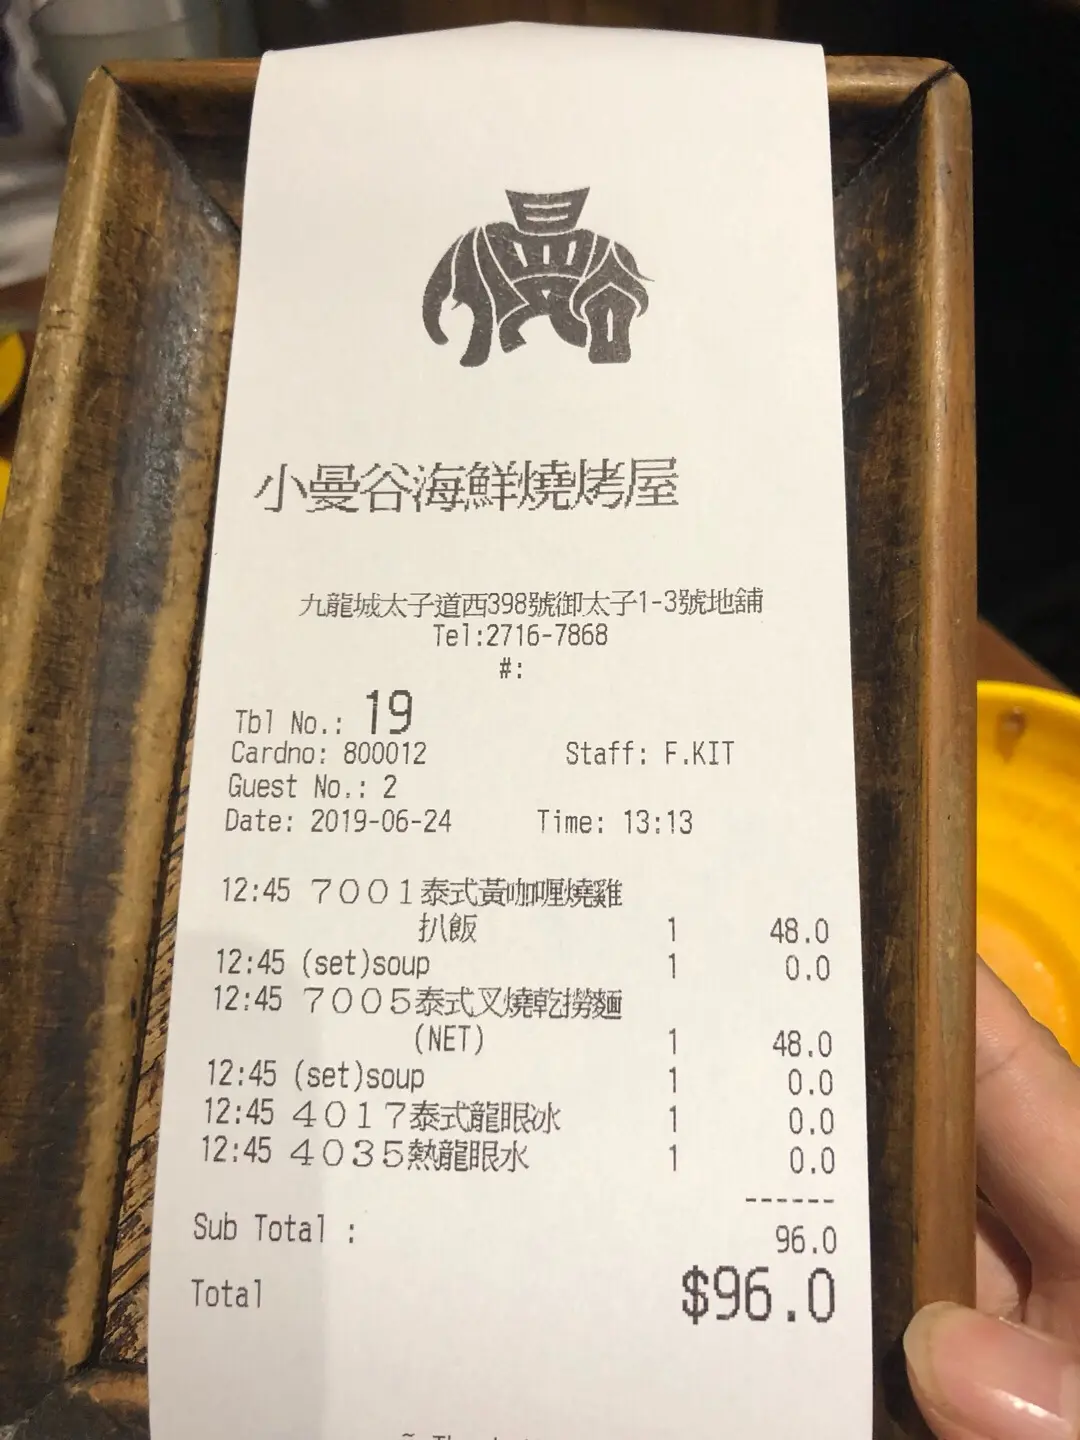 小曼谷
小曼谷海鮮燒烤屋
九龍城太子道西398號御太子1-3號地舖
Tel:2716-7868
#:
Tbl No.: 19
Cardno: 800012 Staff: F.KIT
Guest No.: 2
Date: 2019-06-24 Time: 13:13
12:45 7001泰式黃咖喱燒雞
扒飯 1 48.0
12:45 (set)soup 1 0.0
12:45 7005泰式叉燒乾撈麵
(NET) 1 48.0
12:45 (set)soup 1 0.0
12:45 4017泰式龍眼冰 1 0.0
12:45 4035熱龍眼水 1 0.0
------
Sub Total : 96.0
Total $96.0